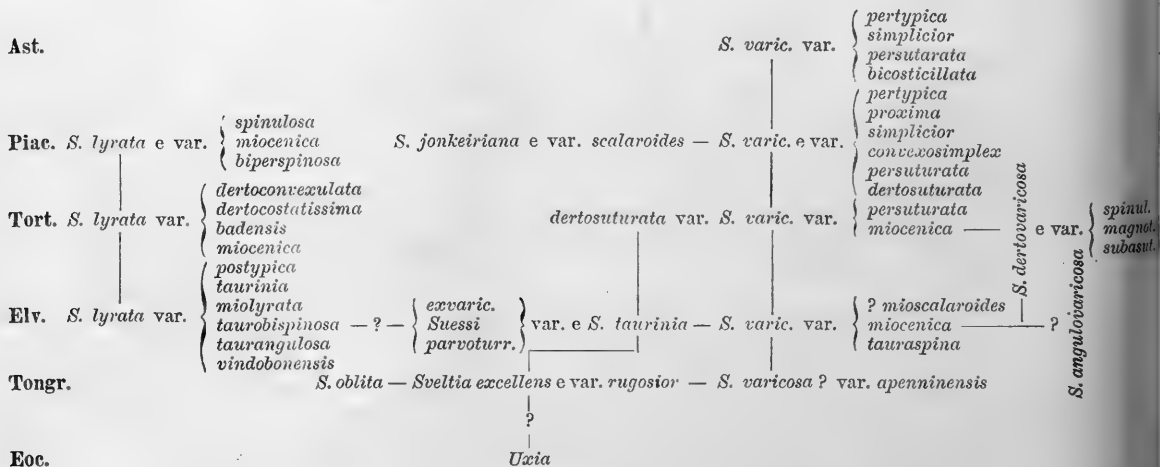 pertypica
simplicior
Ast. S. varic. var.
persutarata
bicosticillata
pertypica
spinulosa proxima
simplicior
Piac. S. lyrata e var. miocenica S. jonkeiriana e var. scalaroides — S. varic. e var.
biperspinosa convexosimplex
persuturata
dertosuturata
dertoconvexulata
dertocostatissima persuturata
Tort. S. lyrata var. dertosuturata var. S. varic. var. S. dertovaricosa e var. spinul.
badensis miocenica — magnot.
miocenica subasut.
postypica
taurinia
miolyrata exvaric. ? mioscalaroides
Elv. S. lyrata var. taurobispinosa — ? — Suessi var. e S. taurinia — S. varic. var. miocenica — ? S. angulovaricosa
taurangulosa parvoturr. tauraspina
vindobonensis
Tongr. S. oblita — Sveltia excellens e var. rugosior — S. varicosa ? var. apenninensis
?
Eoc. Uxia